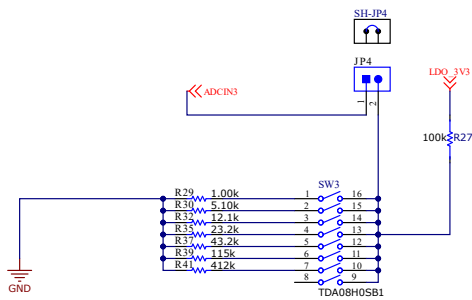 SH-JP4
JP4
LDO_3V3
ADCIN3
1
2
100k
R27
SW3
R29 1.00k 1 16
R30 5.10k 2 15
R32 12.1k 3 14
R35 23.2k 4 13
R37 43.2k 5 12
R39 115k 6 11
R41 412k 7 10
8 9
GND
TDA08H0SB1